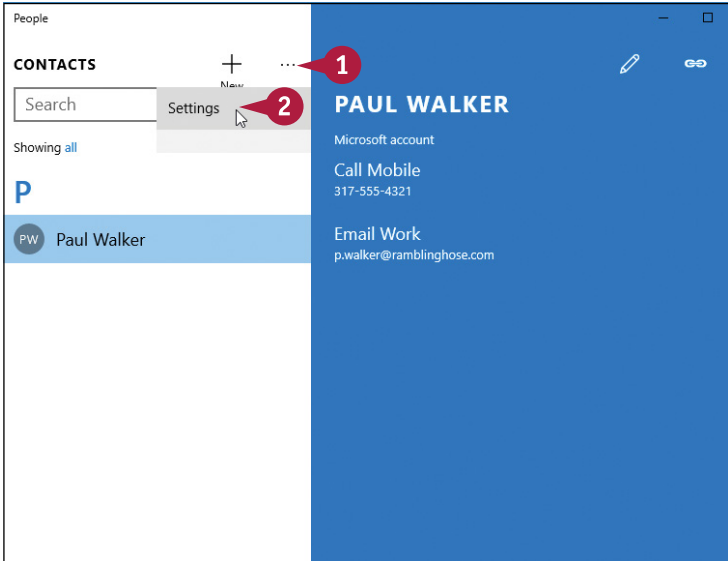 People
CONTACTS
...
1
New
Search
Settings
2
Showing all
P
PW
Paul Walker
PAUL WALKER
Microsoft account
Call Mobile
317-555-4321
Email Work
p.walker@ramblinghose.com